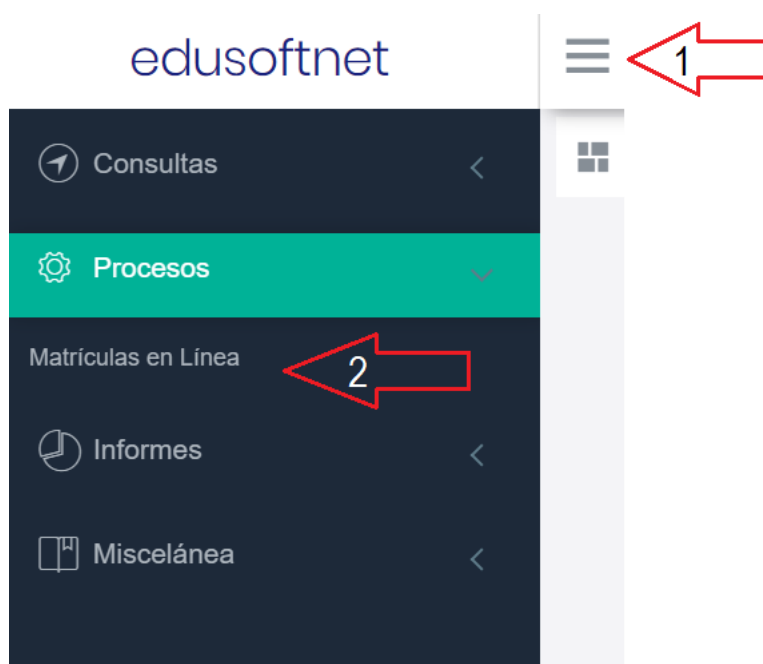 edusoftnet
1
Consultas
Procesos
Matrículas en Línea
2
Informes
Miscelánea